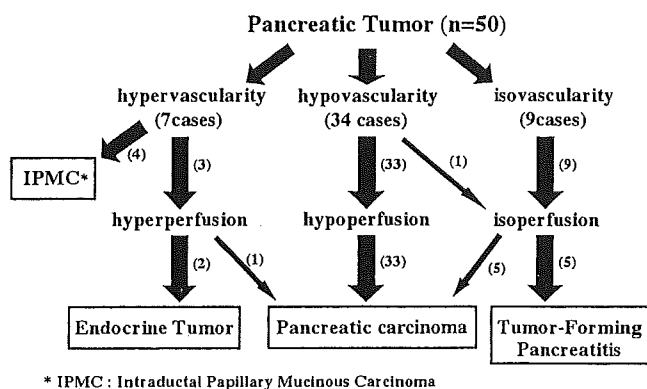 Pancreatic Tumor (n=50)
hypervascularity
(7cases)
hypovascularity
(34 cases)
isovascularity
(9cases)
(4)
(3)
(33)
(1)
(9)
IPMC*
hyperperfusion
hypoperfusion
isoperfusion
(2)
(1)
(33)
(5)
(5)
Endocrine Tumor
Pancreatic carcinoma
Tumor-Forming
Pancreatitis
* IPMC : Intraductal Papillary Mucinous Carcinoma